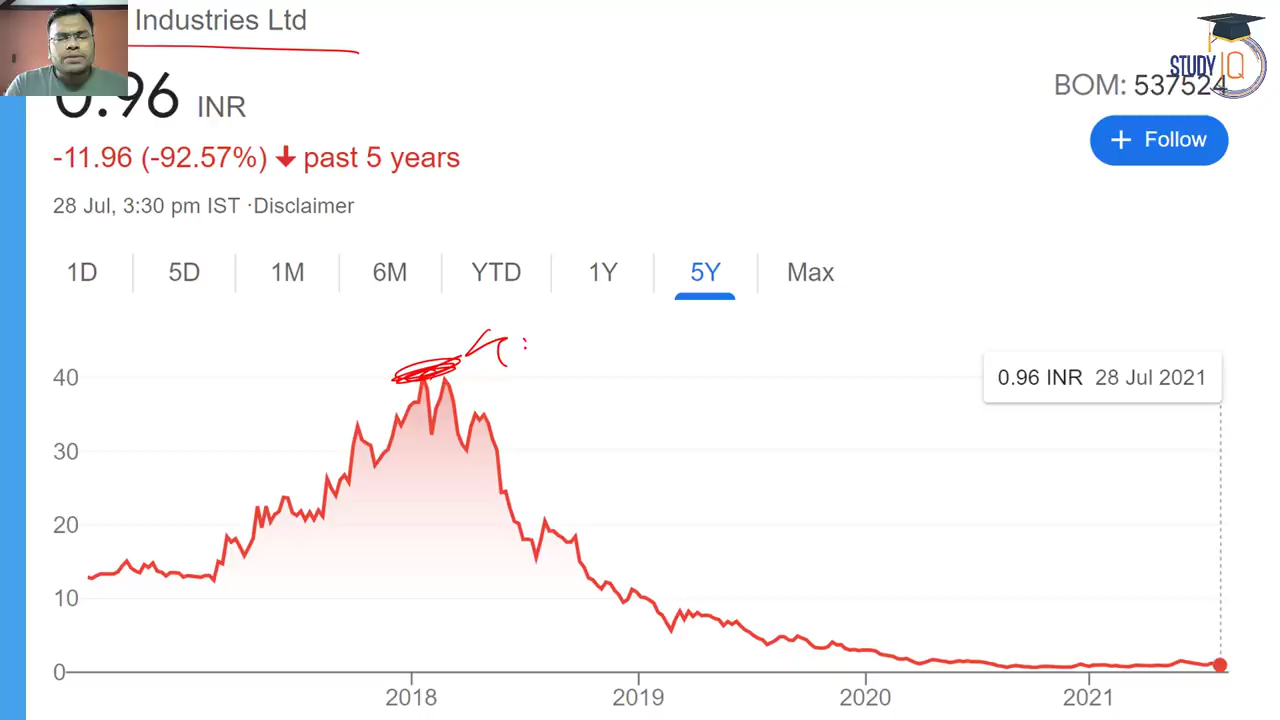 Industries Ltd
0.96 INR
BOM: 537524
STUDY IQ
+ Follow
-11.96 (-92.57%) ↓ past 5 years
28 Jul, 3:30 pm IST ·Disclaimer
1D 5D 1M 6M YTD 1Y 5Y Max
0.96 INR 28 Jul 2021
40
30
20
10
0
2018 2019 2020 2021